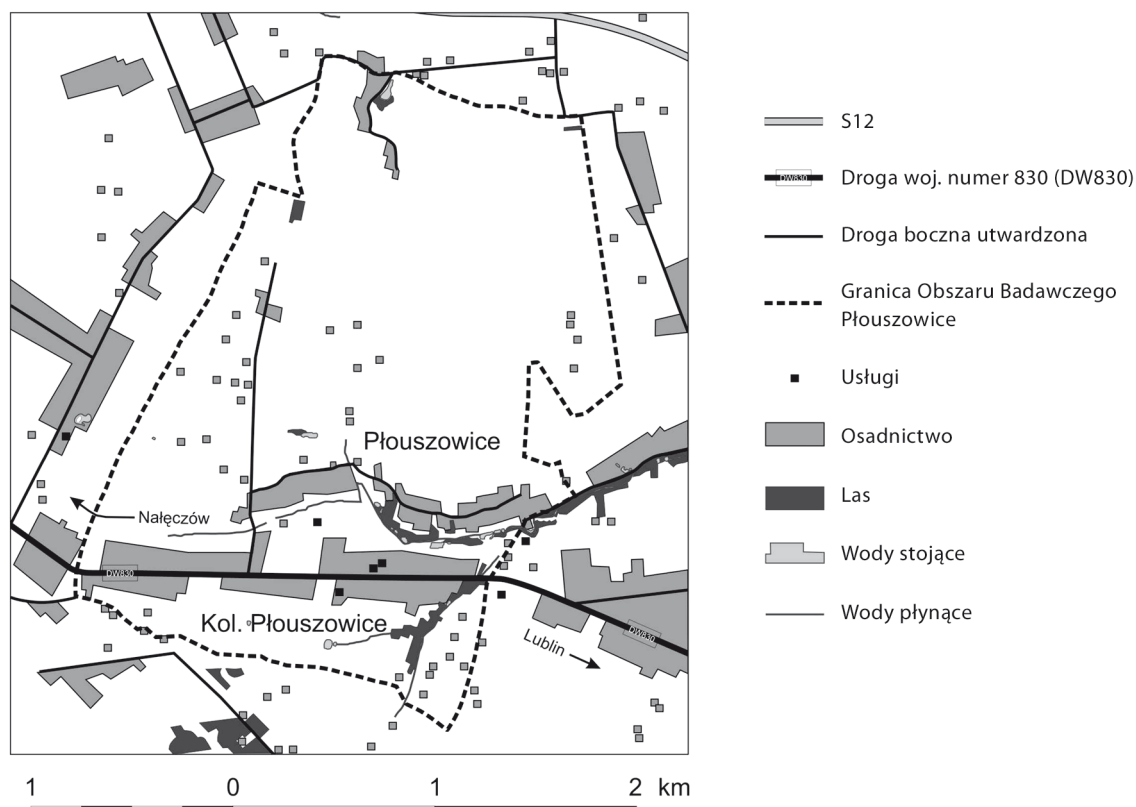 Płouszowice
Nałęczów
DW830
Kol. Płouszowice
Lublin
DW830
1 0 1 2 km
S12
DW830
Droga woj. numer 830 (DW830)
Droga boczna utwardzona
Granica Obszaru Badawczego
Płouszowice
Usługi
Osadnictwo
Las
Wody stojące
Wody płynące